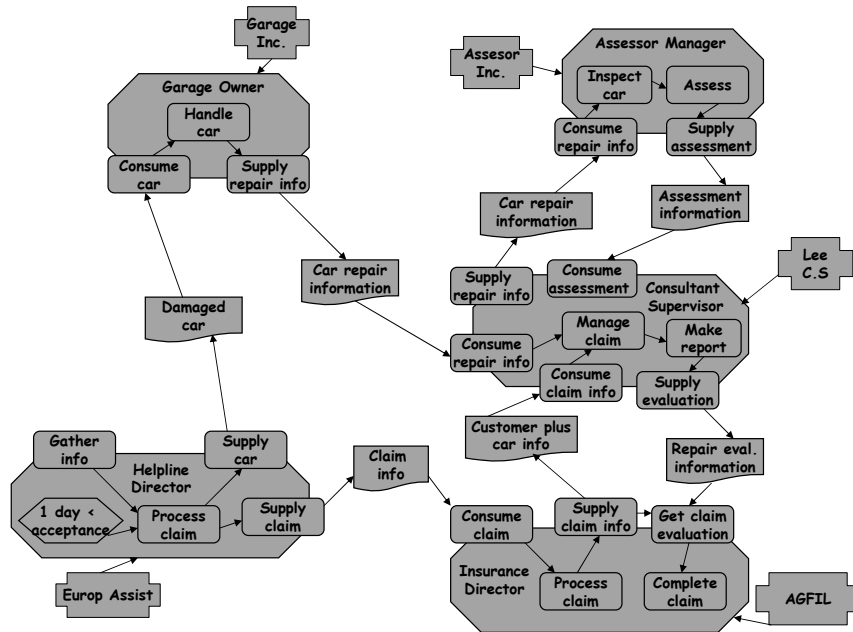 Garage
Inc.
Garage Owner
Handle
car
Consume
car
Supply
repair info
Assesor
Inc.
Assessor Manager
Inspect
car
Assess
Consume
repair info
Supply
assessment
Car repair
information
Assessment
information
Car repair
information
Damaged
car
Supply
repair info
Consume
assessment
Consultant
Supervisor
Lee
C.S
Manage
claim
Make
report
Consume
repair info
Consume
claim info
Supply
evaluation
Customer plus
car info
Repair eval.
information
Gather
info
Supply
car
Helpline
Director
1 day <
acceptance
Process
claim
Supply
claim
Claim
info
Europ Assist
Consume
claim
Supply
claim info
Get claim
evaluation
Insurance
Director
Process
claim
Complete
claim
AGFIL